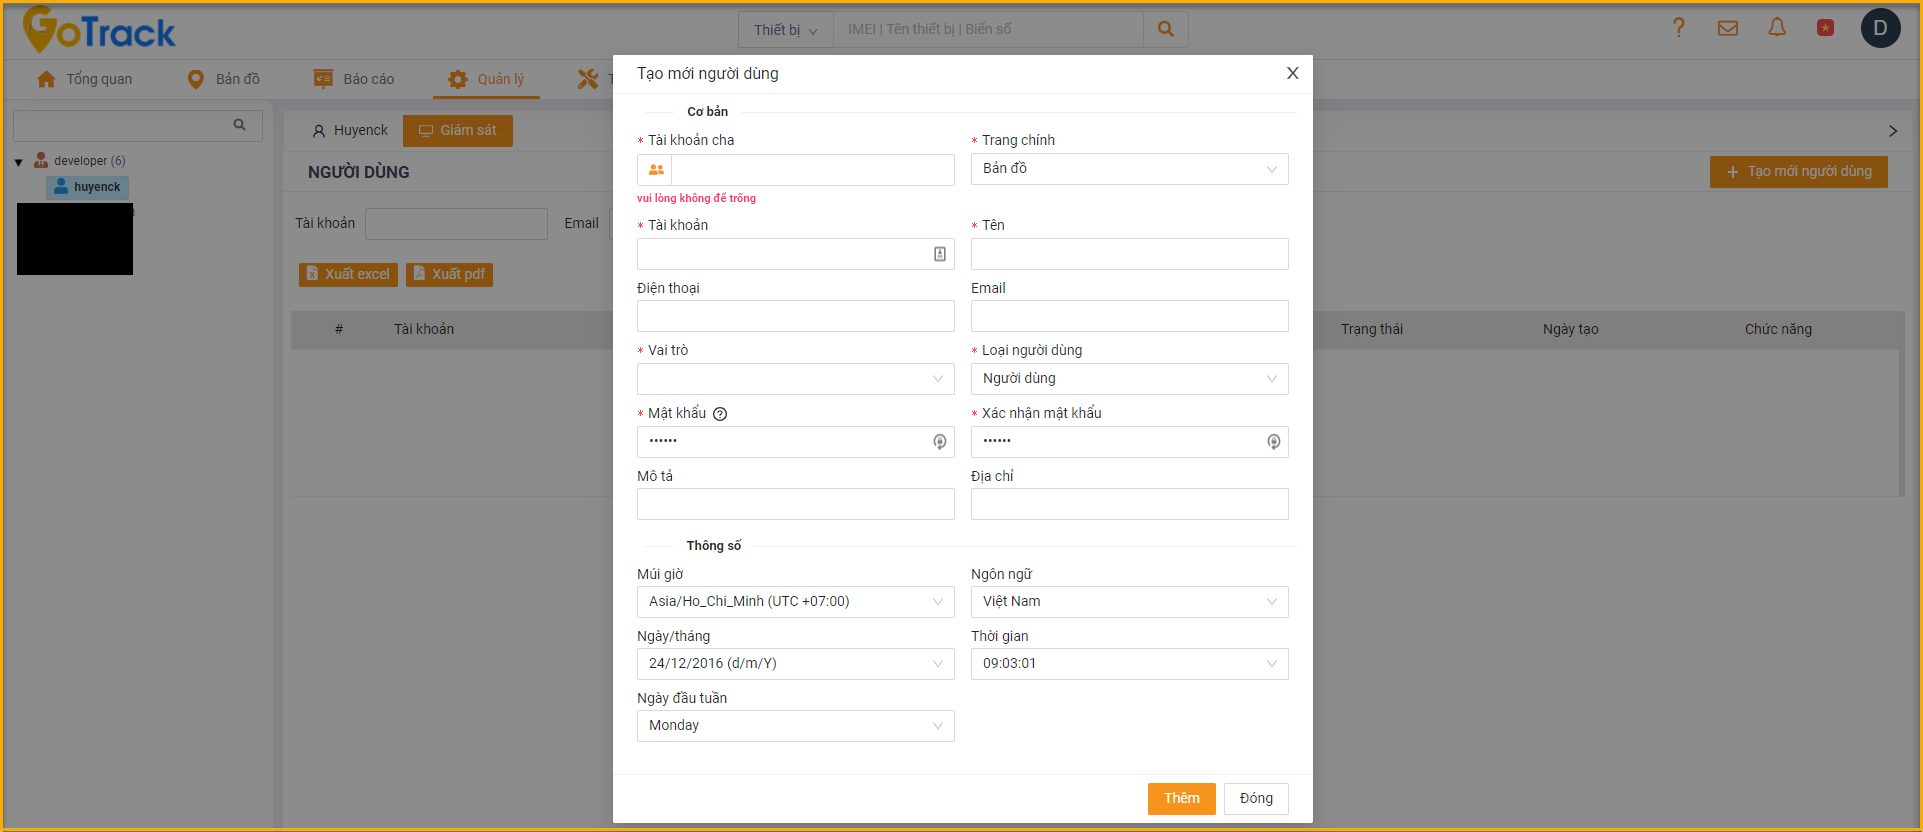 GoTrack
Thiết bị
IMEI | Tên thiết bị | Biển số
?
D
Tổng quan
Bản đồ
Báo cáo
Quản lý
Tạo mới người dùng
X
developer (6)
huyenck
Huyenck
Giám sát
NGƯỜI DÙNG
+ Tạo mới người dùng
Tài khoản
Email
Xuất excel
Xuất pdf
#
Tài khoản
Trạng thái
Ngày tạo
Chức năng
Cơ bản
* Tài khoản cha
* Trang chính
Bản đồ
vui lòng không để trống
* Tài khoản
* Tên
Điện thoại
Email
* Vai trò
* Loại người dùng
Người dùng
* Mật khẩu ?
* Xác nhận mật khẩu
••••••
••••••
Mô tả
Địa chỉ
Thông số
Múi giờ
Ngôn ngữ
Asia/Ho_Chi_Minh (UTC +07:00)
Việt Nam
Ngày/tháng
Thời gian
24/12/2016 (d/m/Y)
09:03:01
Ngày đầu tuần
Monday
Thêm
Đóng